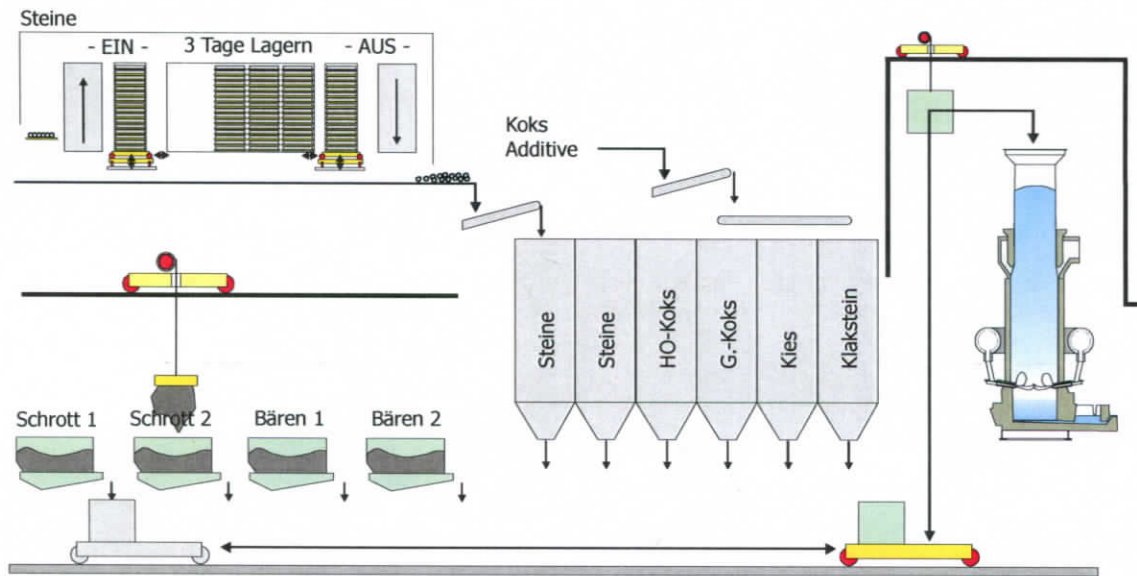 Steine
- EIN -
3 Tage Lagern
- AUS -
Koks
Additive
Steine
Steine
HO-Koks
G.-Koks
Kies
Klakstein
Schrott 1
Schrott 2
Bären 1
Bären 2